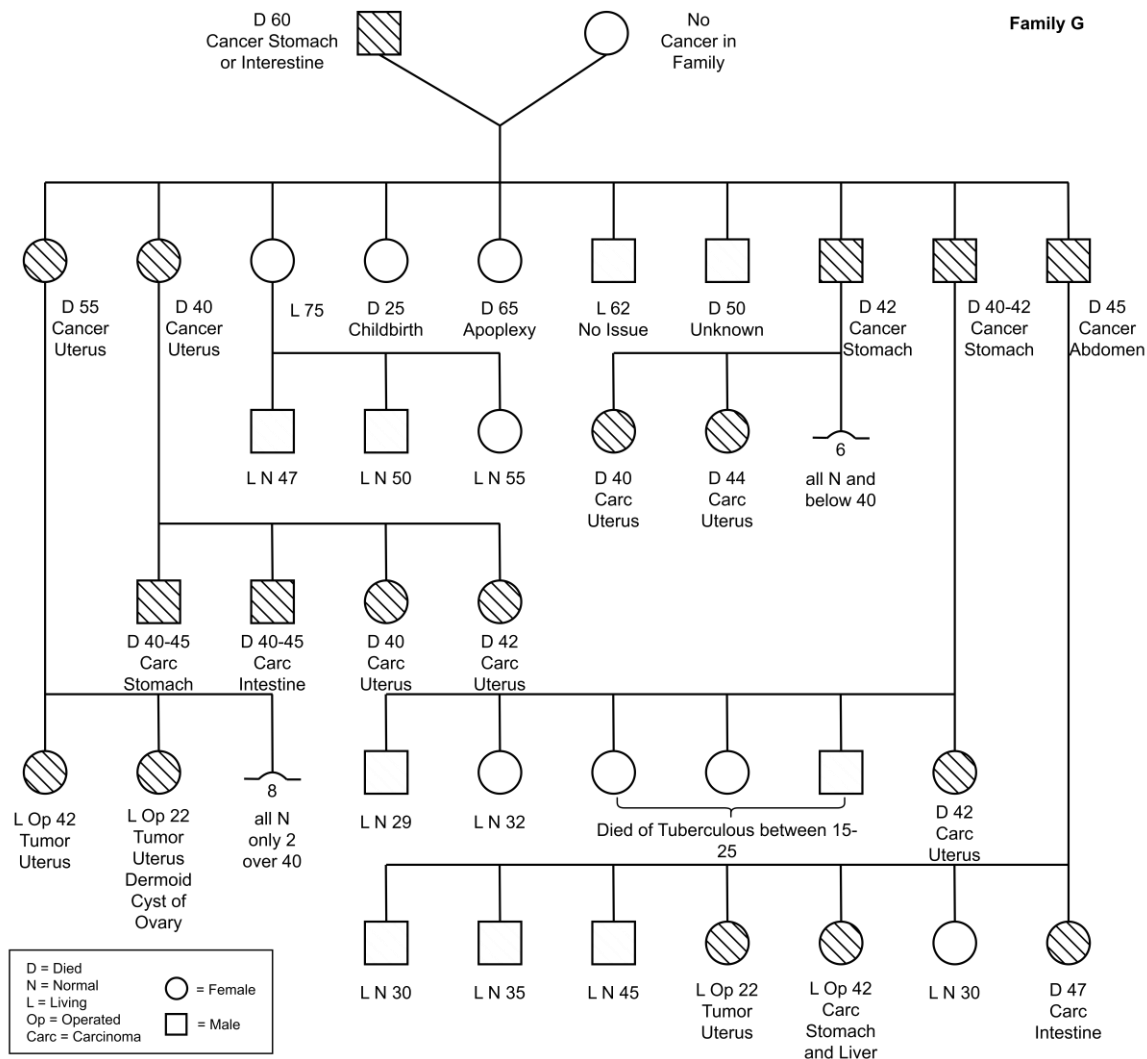 Family G
D 60
Cancer Stomach
or Interestine
No
Cancer in
Family
D 55
Cancer
Uterus
D 40
Cancer
Uterus
L 75
D 25
Childbirth
D 65
Apoplexy
L 62
No Issue
D 50
Unknown
D 42
Cancer
Stomach
D 40-42
Cancer
Stomach
D 45
Cancer
Abdomen
L N 47
L N 50
L N 55
D 40
Carc
Uterus
D 44
Carc
Uterus
6
all N and
below 40
D 40-45
Carc
Stomach
D 40-45
Carc
Intestine
D 40
Carc
Uterus
D 42
Carc
Uterus
L Op 42
Tumor
Uterus
L Op 22
Tumor
Uterus
Dermoid
Cyst of
Ovary
8
all N
only 2
over 40
L N 29
L N 32
Died of Tuberculous between 15-
25
D 42
Carc
Uterus
L N 30
L N 35
L N 45
L Op 22
Tumor
Uterus
L Op 42
Carc
Stomach
and Liver
L N 30
D 47
Carc
Intestine
D = Died
N = Normal
L = Living
Op = Operated
Carc = Carcinoma
= Female
= Male